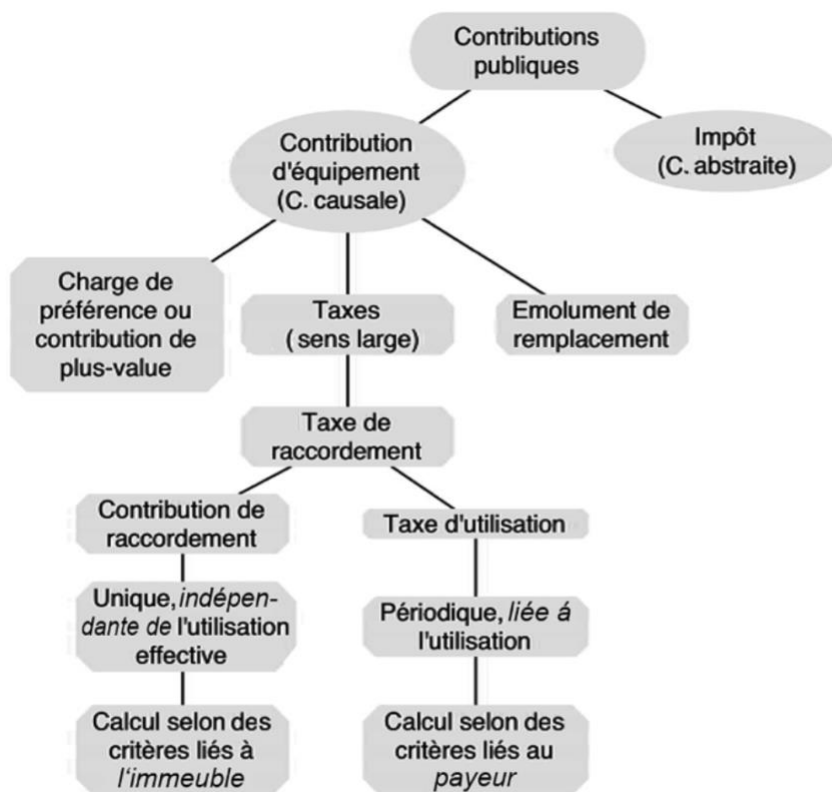 Contributions
publiques
Contribution
d'équipement
(C. causale)
Impôt
(C. abstraite)
Charge de
préférence ou
contribution de
plus-value
Taxes
( sens large)
Emolument de
remplacement
Taxe de
raccordement
Contribution de
raccordement
Taxe d'utilisation
Unique, indépen-
dante de l'utilisation
effective
Périodique, liée á
l'utilisation
Calcul selon des
critères liés à
l'immeuble
Calcul selon des
critères liés au
payeur